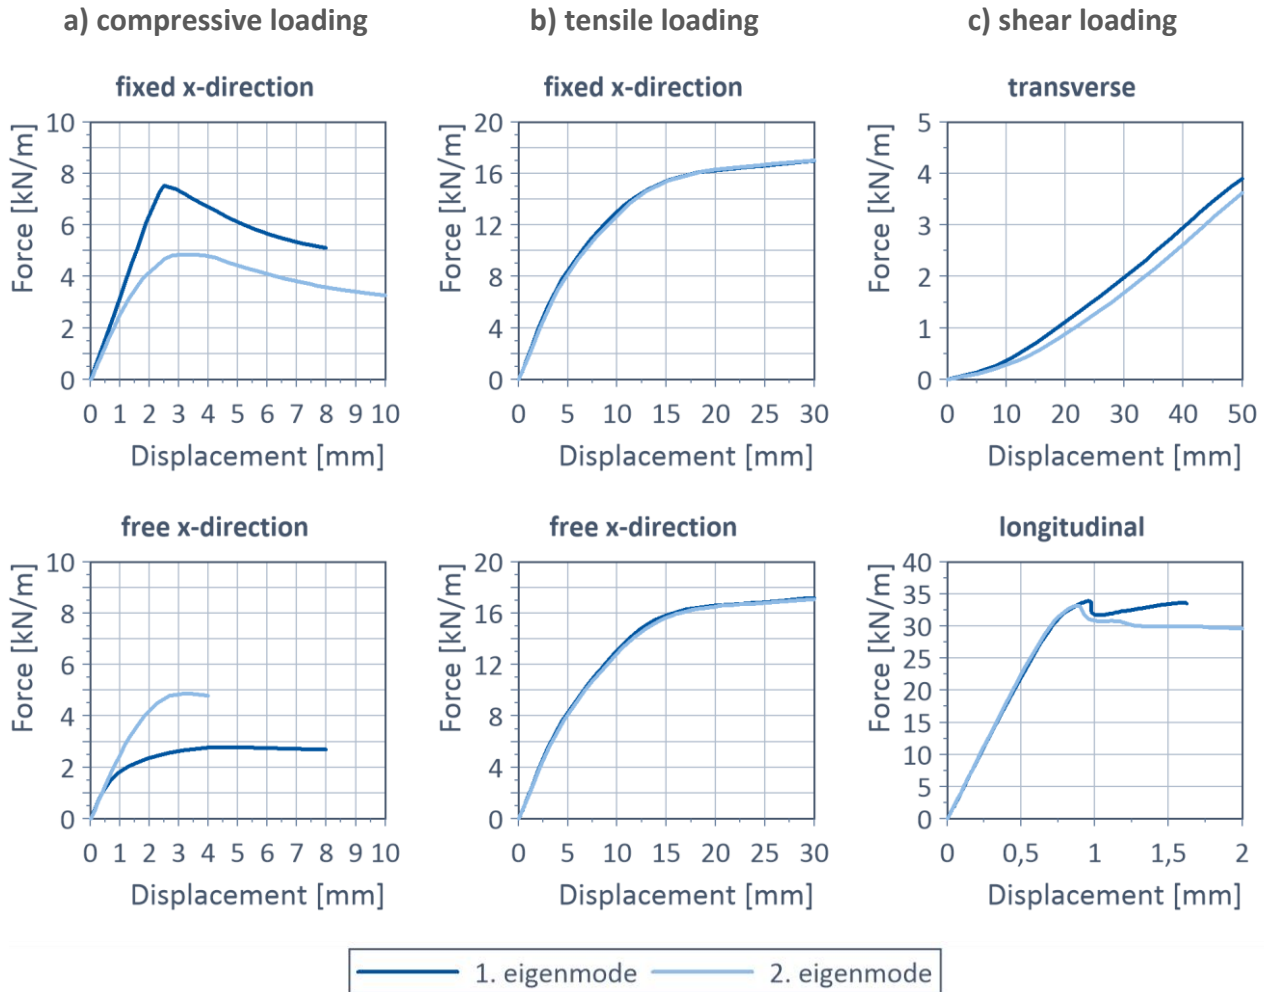 a) compressive loading
b) tensile loading
c) shear loading
fixed x-direction
Force [kN/m]
10
8
6
4
2
0
0 1 2 3 4 5 6 7 8 9 10
Displacement [mm]
fixed x-direction
Force [kN/m]
20
16
12
8
4
0
0 5 10 15 20 25 30
Displacement [mm]
transverse
Force [kN/m]
5
4
3
2
1
0
0 10 20 30 40 50
Displacement [mm]
free x-direction
Force [kN/m]
10
8
6
4
2
0
0 1 2 3 4 5 6 7 8 9 10
Displacement [mm]
free x-direction
Force [kN/m]
20
16
12
8
4
0
0 5 10 15 20 25 30
Displacement [mm]
longitudinal
Force [kN/m]
40
35
30
25
20
15
10
5
0
0 0,5 1 1,5 2
Displacement [mm]
1. eigenmode
2. eigenmode